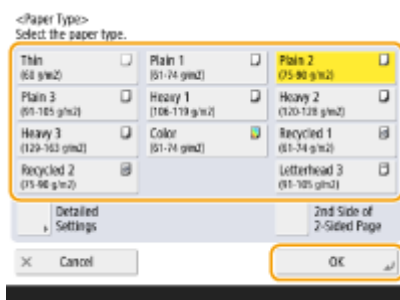 <Paper Type>
Select the paper type.
Thin
(60 g/m2)
Plain 1
(61-74 g/m2)
Plain 2
(75-90 g/m2)
Plain 3
(91-105 g/m2)
Heavy 1
(106-119 g/m2)
Heavy 2
(120-128 g/m2)
Heavy 3
(129-163 g/m2)
Color
(61-74 g/m2)
Recycled 1
(61-74 g/m2)
Recycled 2
(75-90 g/m2)
Letterhead 3
(91-105 g/m2)
Detailed
Settings
2nd Side of
2-Sided Page
Cancel
OK